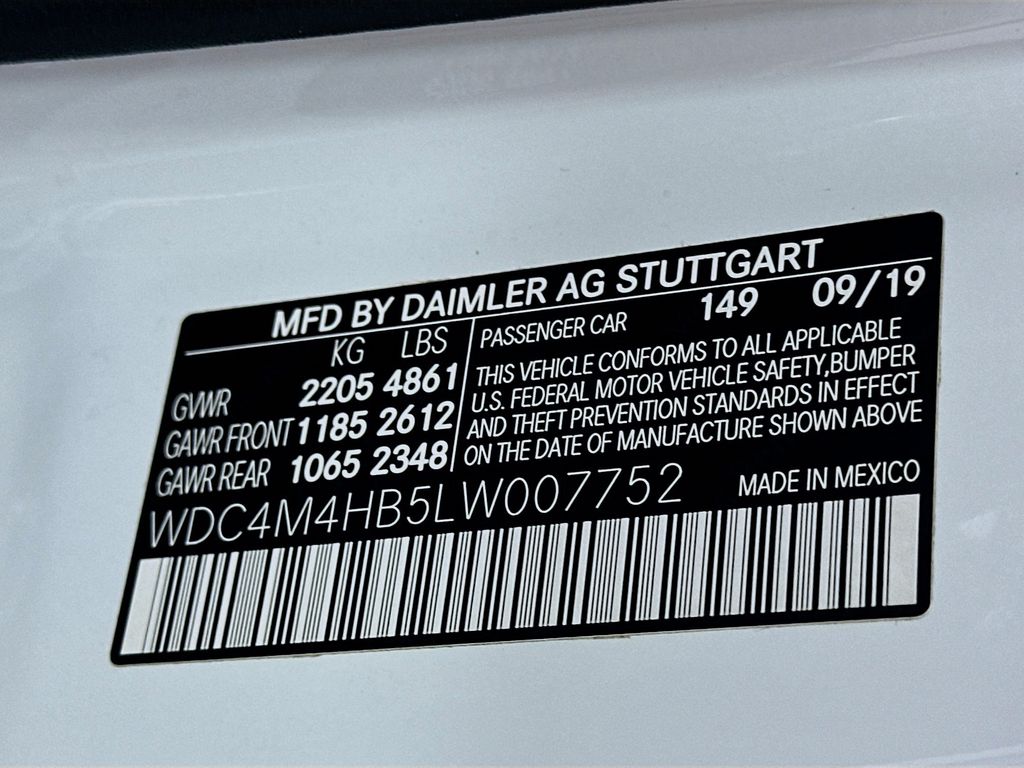 MFD BY DAIMLER AG STUTTGART
KG LBS
GVWR 2205 4861
GAWR FRONT 1185 2612
GAWR REAR 1065 2348
PASSENGER CAR 149 09/19
THIS VEHICLE CONFORMS TO ALL APPLICABLE
U.S. FEDERAL MOTOR VEHICLE SAFETY,BUMPER
AND THEFT PREVENTION STANDARDS IN EFFECT
ON THE DATE OF MANUFACTURE SHOWN ABOVE
WDC4M4HB5LW007752 MADE IN MEXICO